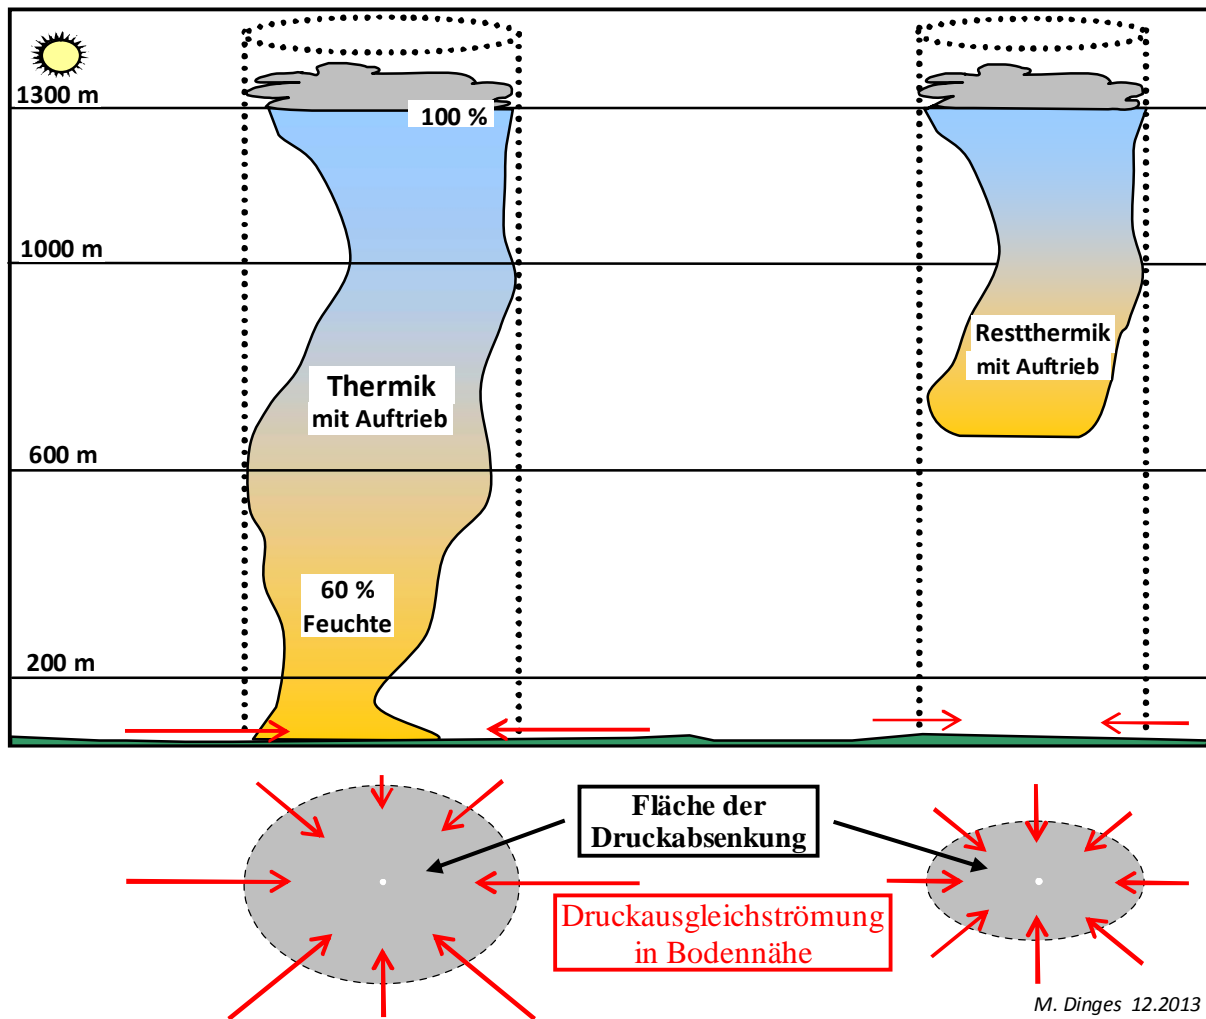 1300 m
100 %
1000 m
Restthermik
mit Auftrieb
Thermik
mit Auftrieb
600 m
60 %
Feuchte
200 m
Fläche der
Druckabsenkung
Druckausgleichströmung
in Bodennähe
M. Dinges 12.2013